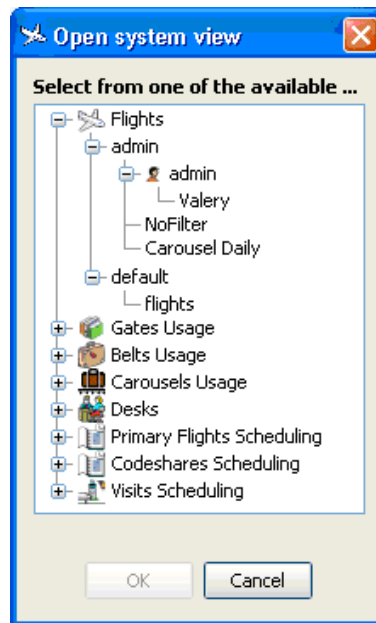 Open system view
Select from one of the available ...
Flights
admin
admin
Valery
NoFilter
Carousel Daily
default
flights
Gates Usage
Belts Usage
Carousels Usage
Desks
Primary Flights Scheduling
Codeshares Scheduling
Visits Scheduling
OK Cancel